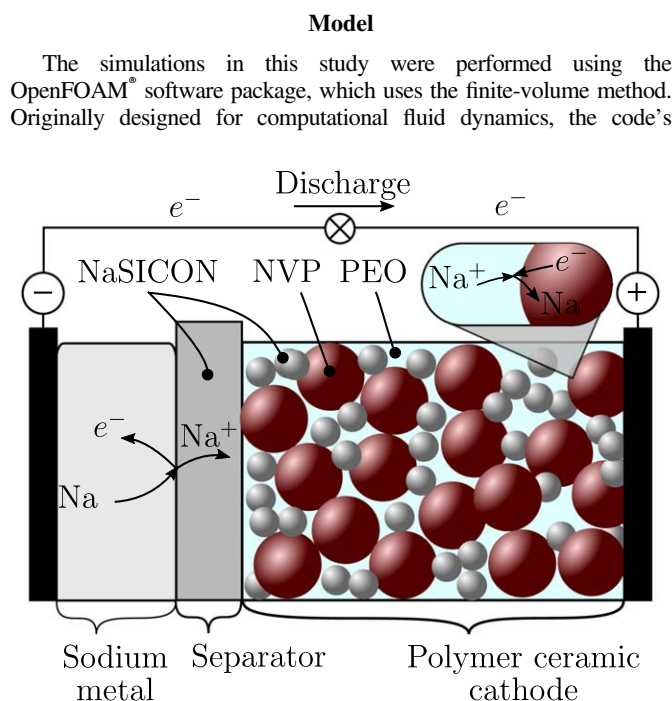 Model
The simulations in this study were performed using the
OpenFOAM® software package, which uses the finite-volume method.
Originally designed for computational fluid dynamics, the code's
Discharge
e⁻ e⁻
NaSICON NVP PEO
Na⁺ e⁻
Na
− +
e⁻ Na⁺
Na
Sodium
metal
Separator
Polymer ceramic
cathode